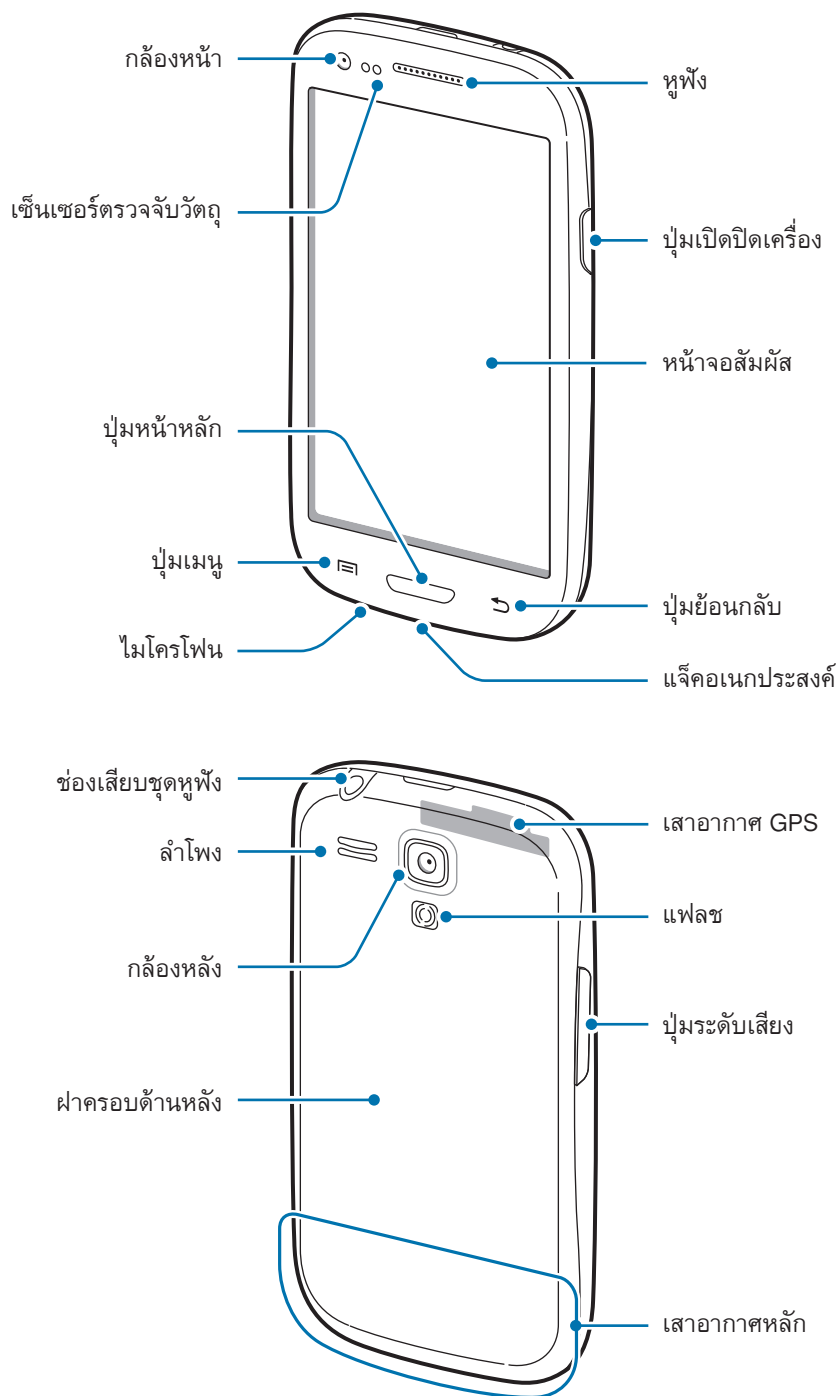 กล้องหน้า
หูฟัง
เซ็นเซอร์ตรวจจับวัตถุ
ปุ่มเปิดปิดเครื่อง
หน้าจอสัมผัส
ปุ่มหน้าหลัก
ปุ่มเมนู
ปุ่มย้อนกลับ
ไมโครโฟน
แจ็คอเนกประสงค์
ช่องเสียบชุดหูฟัง
เสาอากาศ GPS
ลำโพง
แฟลช
กล้องหลัง
ปุ่มระดับเสียง
ฝาครอบด้านหลัง
เสาอากาศหลัก